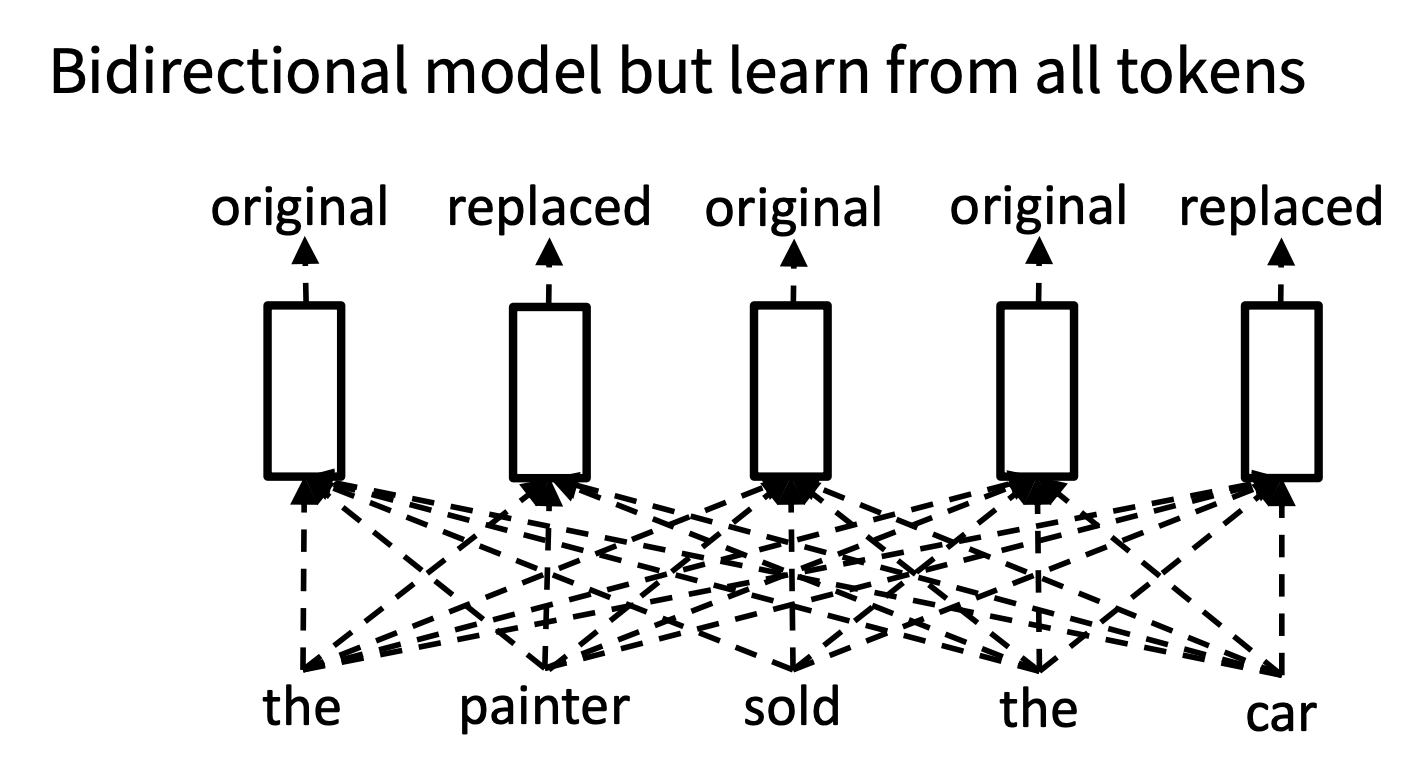 Bidirectional model but learn from all tokens
original replaced original original replaced
the painter sold the car